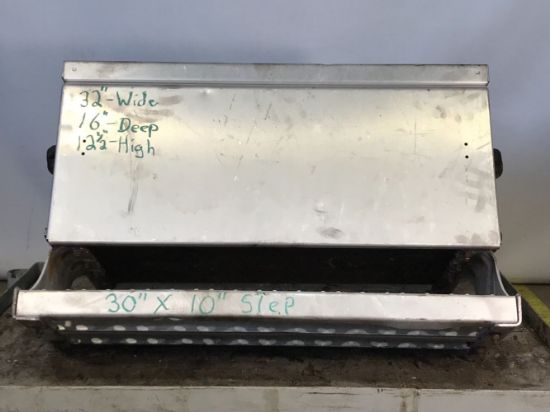 32"-Wide
16"-Deep
12½"-High
30" X 10" STEP